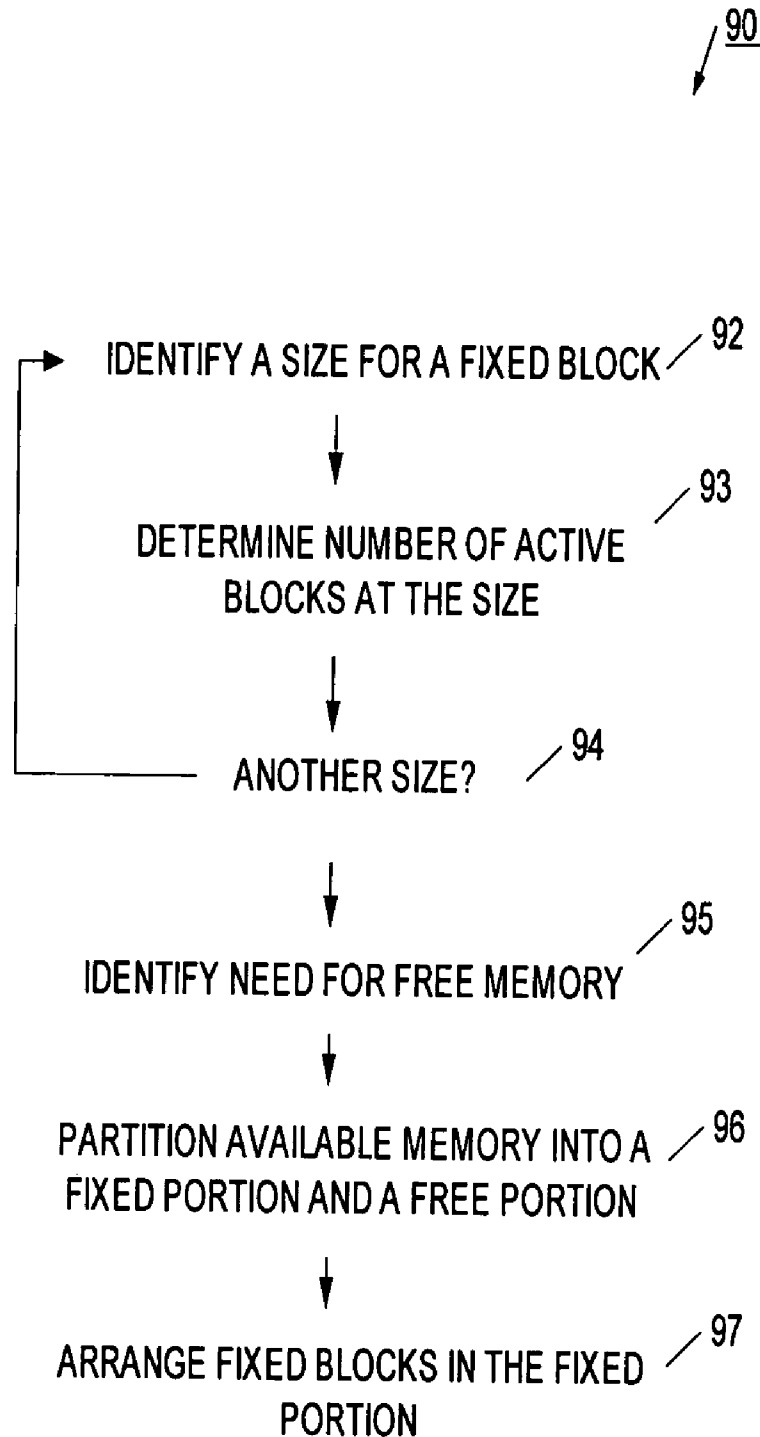 90
IDENTIFY A SIZE FOR A FIXED BLOCK 92
93
DETERMINE NUMBER OF ACTIVE
BLOCKS AT THE SIZE
ANOTHER SIZE? 94
95
IDENTIFY NEED FOR FREE MEMORY
PARTITION AVAILABLE MEMORY INTO A 96
FIXED PORTION AND A FREE PORTION
ARRANGE FIXED BLOCKS IN THE FIXED 97
PORTION